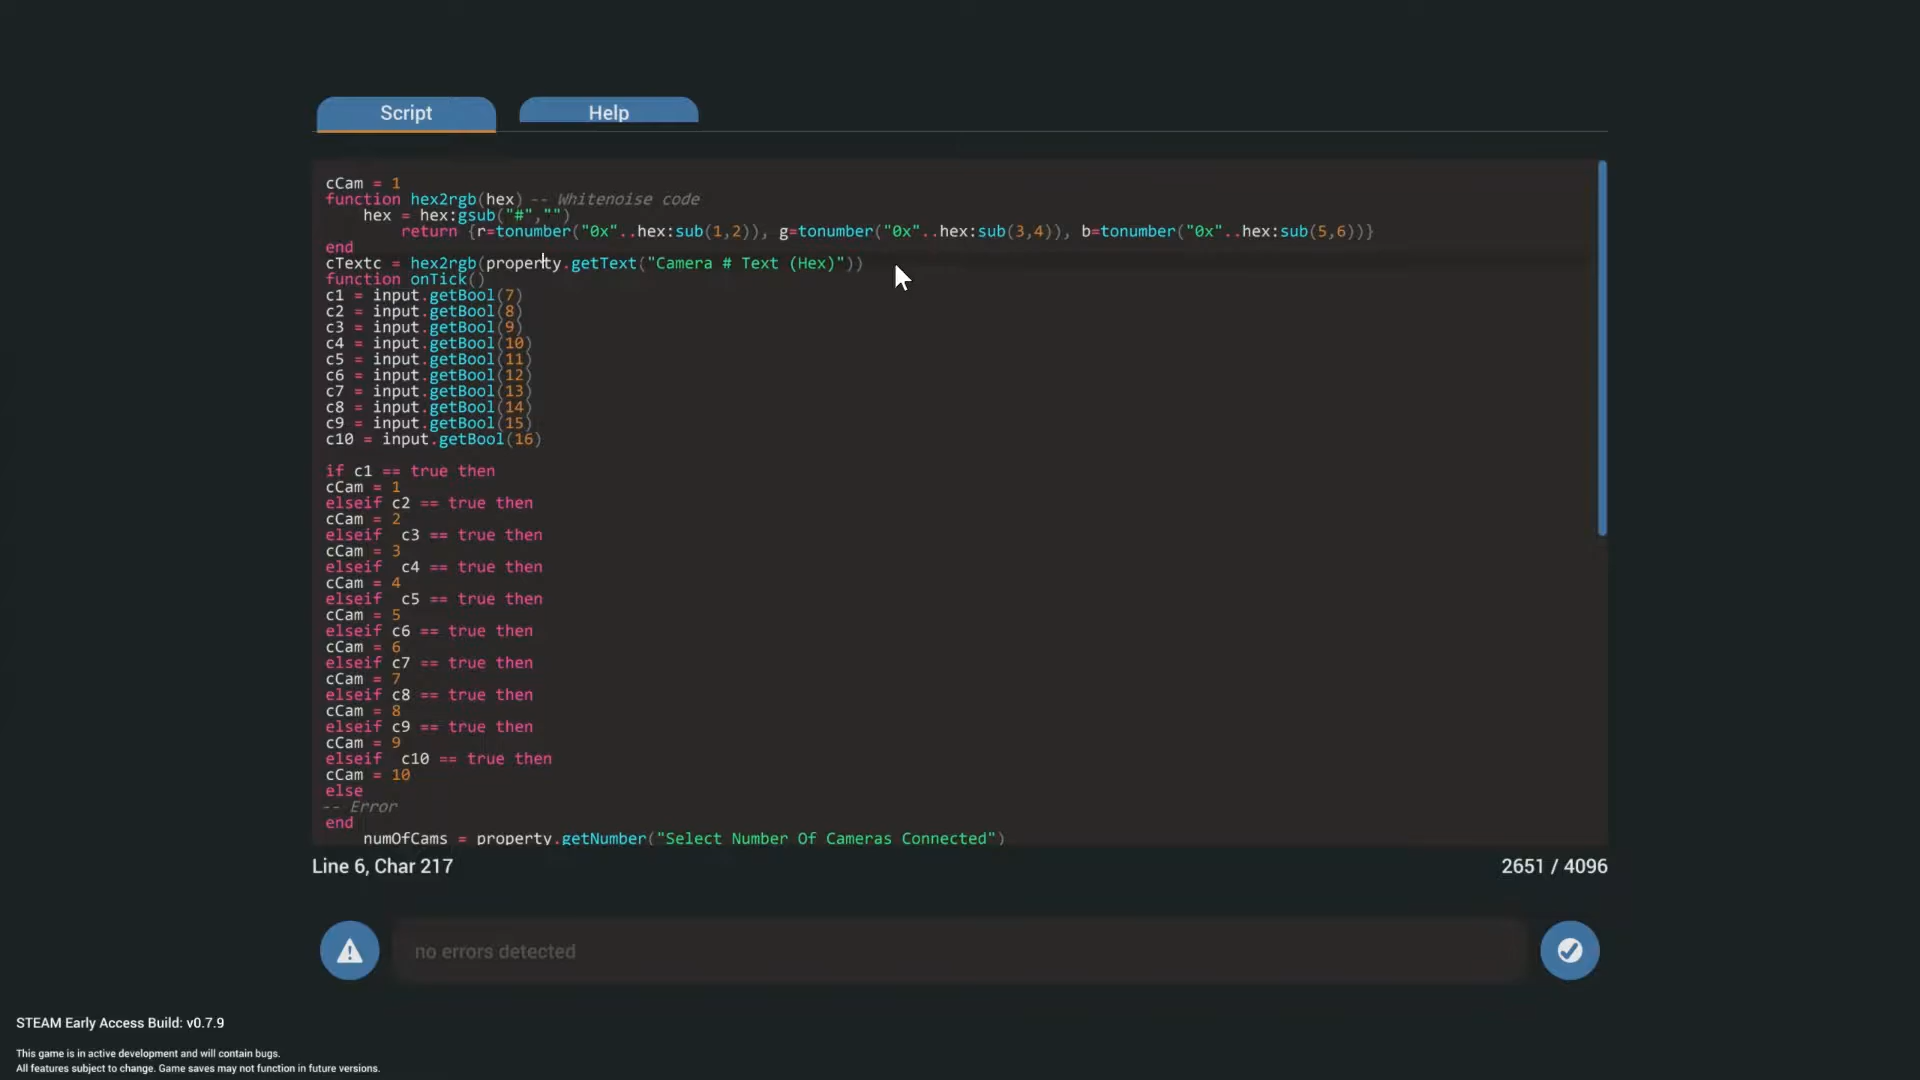 Script
Help
cCam = 1
function hex2rgb(hex) -- Whitenoise code
hex = hex:gsub("#","")
return {r=tonumber("0x"..hex:sub(1,2)), g=tonumber("0x"..hex:sub(3,4)), b=tonumber("0x"..hex:sub(5,6))}
end
cTextc = hex2rgb(property.getText("Camera # Text (Hex)"))
function onTick()
c1 = input.getBool(7)
c2 = input.getBool(8)
c3 = input.getBool(9)
c4 = input.getBool(10)
c5 = input.getBool(11)
c6 = input.getBool(12)
c7 = input.getBool(13)
c8 = input.getBool(14)
c9 = input.getBool(15)
c10 = input.getBool(16)
if c1 == true then
cCam = 1
elseif c2 == true then
cCam = 2
elseif  c3 == true then
cCam = 3
elseif  c4 == true then
cCam = 4
elseif  c5 == true then
cCam = 5
elseif c6 == true then
cCam = 6
elseif c7 == true then
cCam = 7
elseif c8 == true then
cCam = 8
elseif c9 == true then
cCam = 9
elseif  c10 == true then
cCam = 10
else
-- Error
end
numOfCams = property.getNumber("Select Number Of Cameras Connected")
Line 6, Char 217
2651 / 4096
no errors detected
STEAM Early Access Build: v0.7.9
This game is in active development and will contain bugs.
All features subject to change. Game saves may not function in future versions.